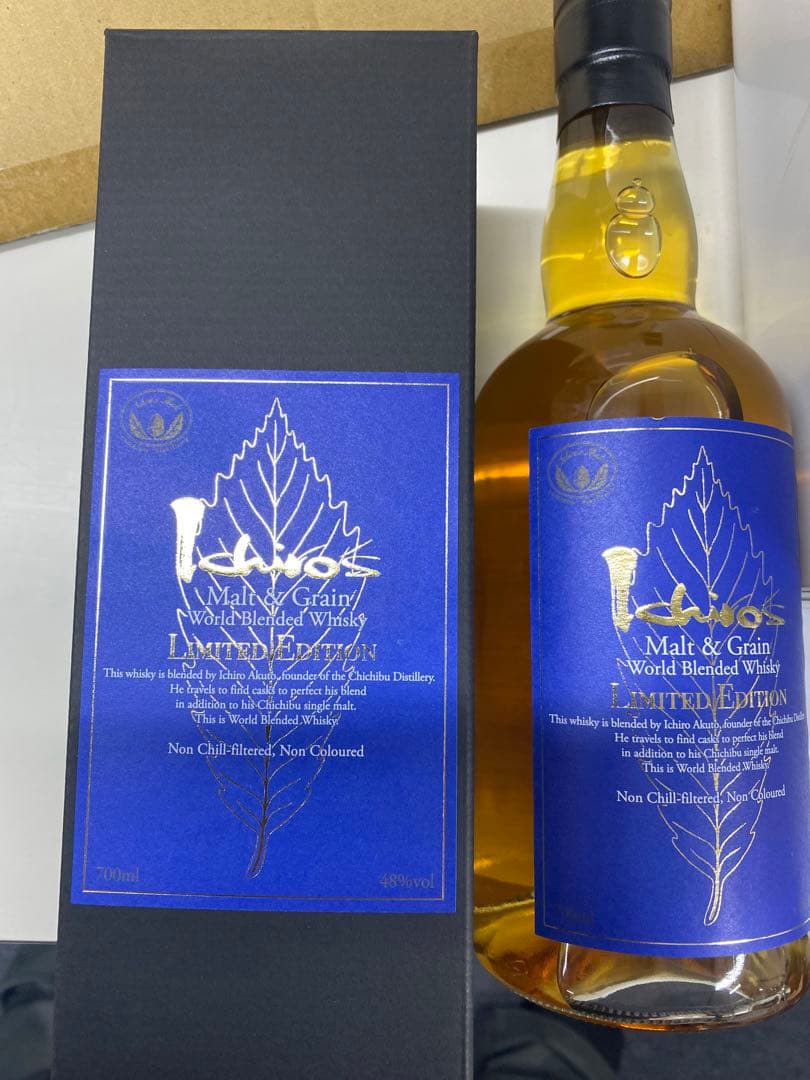 Ichiro's
Malt & Grain
World Blended Whisky
LIMITED EDITION
This whisky is blended by Ichiro Akuto, founder of the Chichibu Distillery.
He travels to find casks to perfect his blend
in addition to his Chichibu single malt.
This is World Blended Whisky.
Non Chill-filtered, Non Coloured
700ml
48%vol
Ichiro's
Malt & Grain
World Blended Whisky
LIMITED EDITION
This whisky is blended by Ichiro Akuto, founder of the Chichibu
He travels to find casks to perfect his blend
in addition to his Chichibu single malt.
This is World Blended Whisky.
Non Chill-filtered, Non Coloured